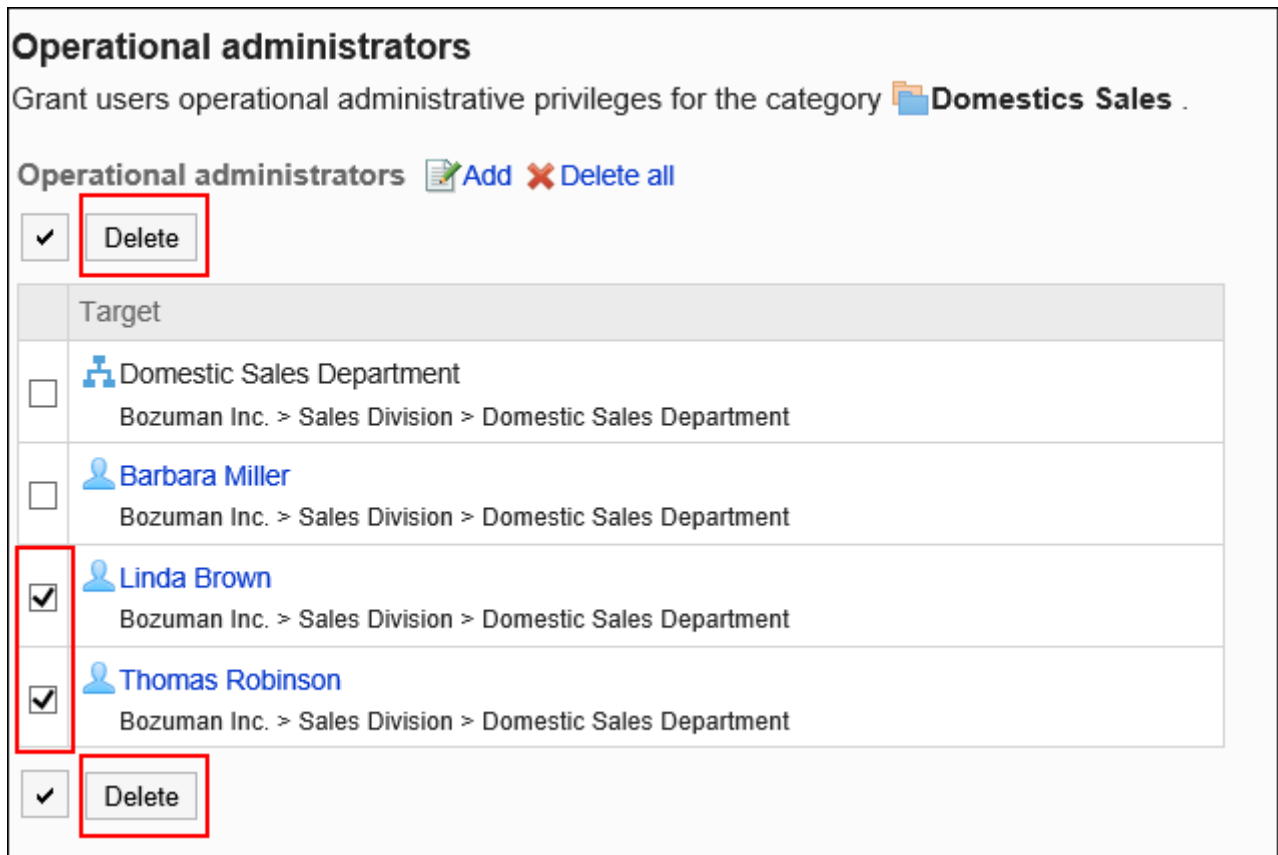 Operational administrators
Grant users operational administrative privileges for the category Domestics Sales .
Operational administrators Add Delete all
Delete
Target
Domestic Sales Department
Bozuman Inc. > Sales Division > Domestic Sales Department
Barbara Miller
Bozuman Inc. > Sales Division > Domestic Sales Department
Linda Brown
Bozuman Inc. > Sales Division > Domestic Sales Department
Thomas Robinson
Bozuman Inc. > Sales Division > Domestic Sales Department
Delete